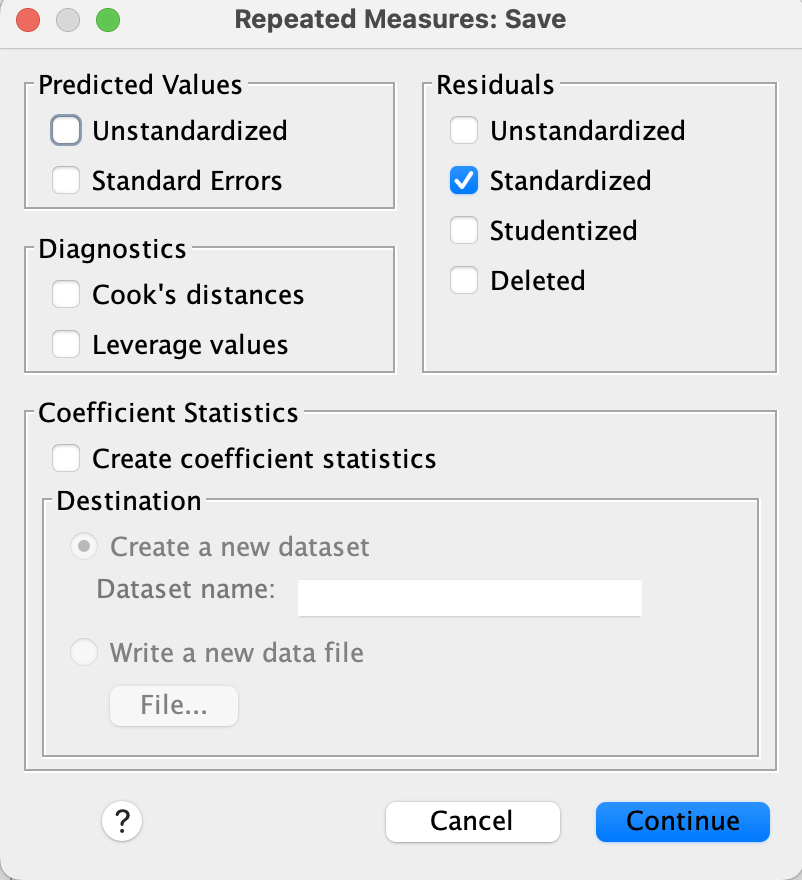 Repeated Measures: Save
Predicted Values
Unstandardized
Standard Errors
Diagnostics
Cook's distances
Leverage values
Residuals
Unstandardized
Standardized
Studentized
Deleted
Coefficient Statistics
Create coefficient statistics
Destination
Create a new dataset
Dataset name:
Write a new data file
File...
?
Cancel
Continue